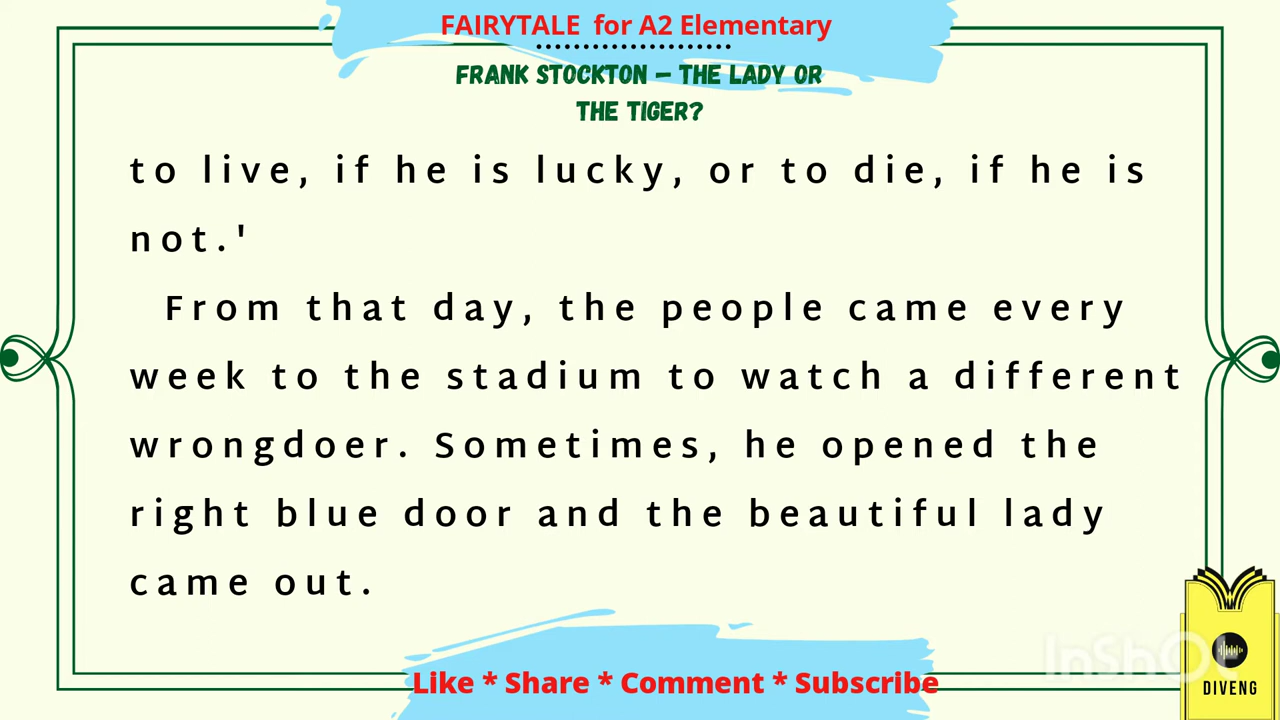 FAIRYTALE for A2 Elementary
FRANK STOCKTON – THE LADY OR
THE TIGER?
to live, if he is lucky, or to die, if he is
not.'
From that day, the people came every
week to the stadium to watch a different
wrongdoer. Sometimes, he opened the
right blue door and the beautiful lady
came out.
InShot
DIVENG
Like * Share * Comment * Subscribe